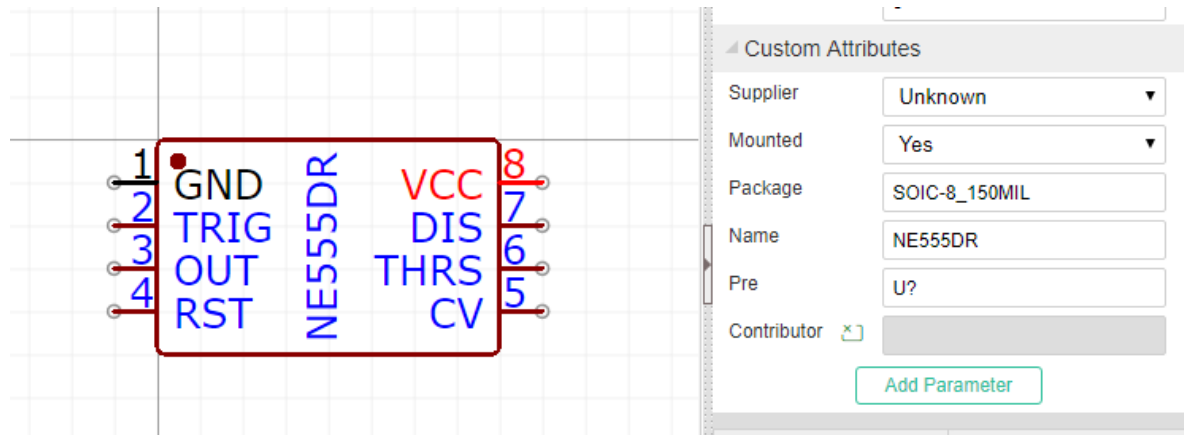 1 GND
2 TRIG
3 OUT
4 RST
NE555DR
VCC 8
DIS 7
THRS 6
CV 5
Custom Attributes
Supplier Unknown
Mounted Yes
Package SOIC-8_150MIL
Name NE555DR
Pre U?
Contributor
Add Parameter